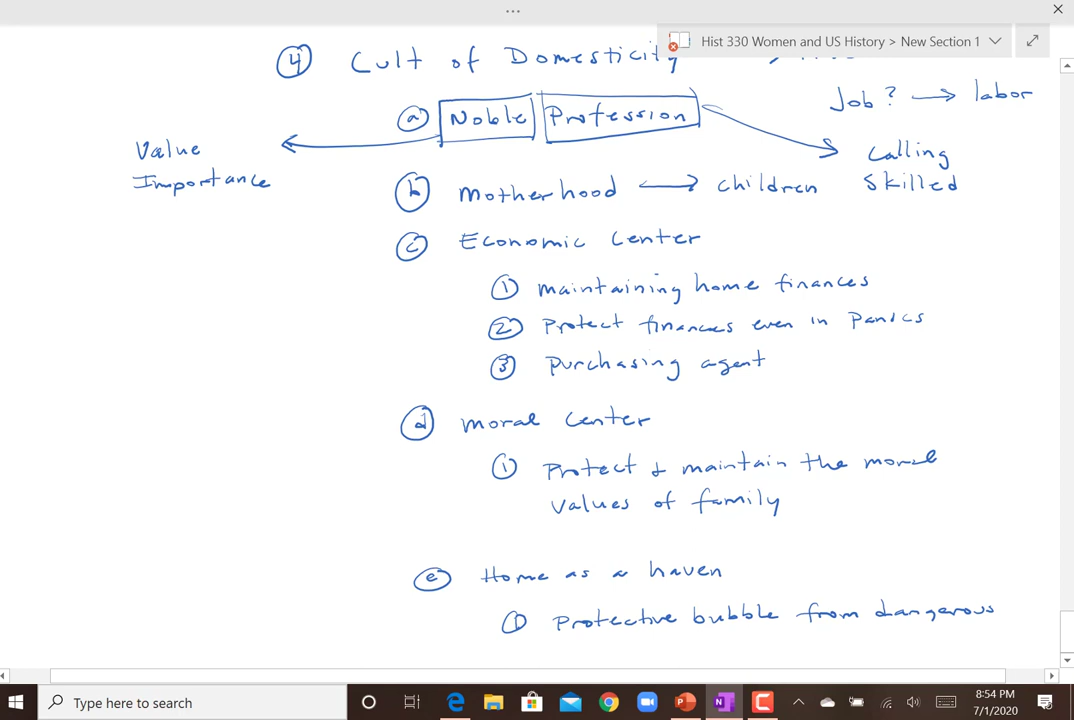 Hist 330 Women and US History > New Section 1
④ Cult of Domesticity
Job? → labor
ⓐ Noble Profession
Value
Importance
Calling
Skilled
ⓑ Motherhood ⟷ children
ⓒ Economic Center
① maintaining home finances
② Protect finances even in Panics
③ Purchasing agent
ⓓ Moral Center
① Protect + maintain the moral
values of family
ⓔ Home as a haven
① Protective bubble from dangerous
Type here to search
8:54 PM
7/1/2020